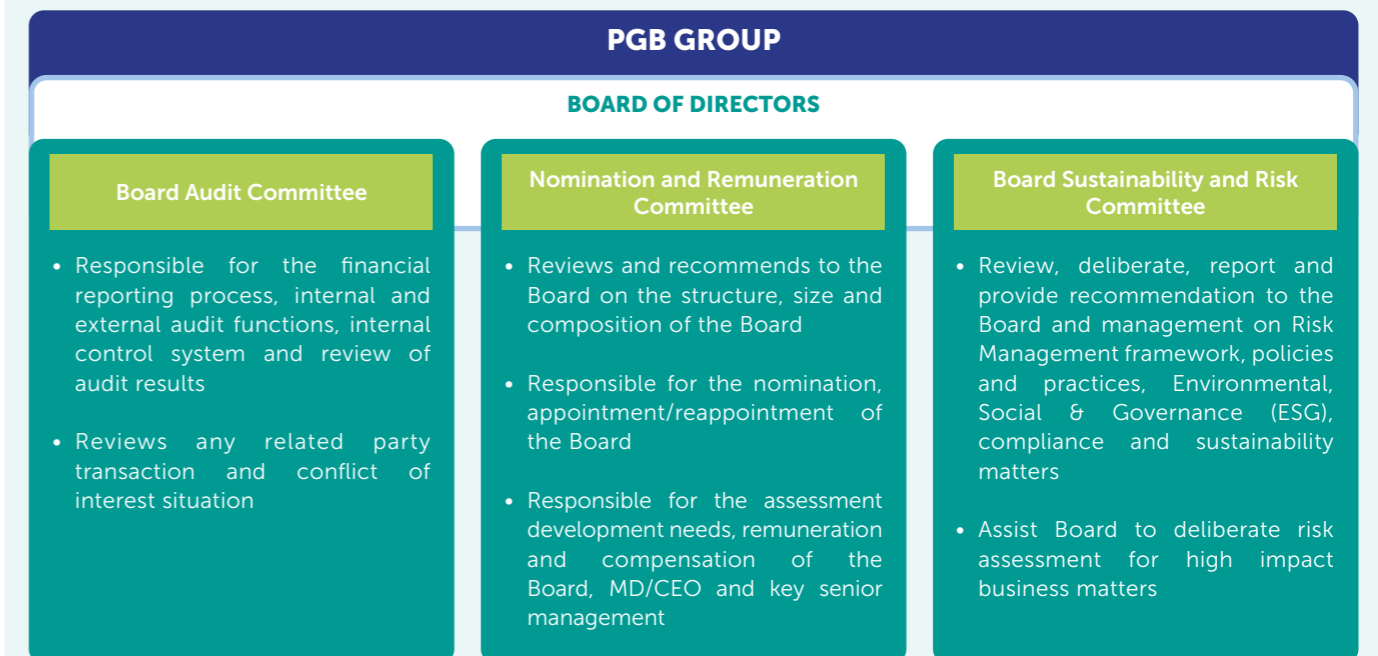 PGB GROUP
BOARD OF DIRECTORS
Board Audit Committee
• Responsible for the financial
reporting process, internal and
external audit functions, internal
control system and review of
audit results
• Reviews any related party
transaction and conflict of
interest situation
Nomination and Remuneration
Committee
• Reviews and recommends to the
Board on the structure, size and
composition of the Board
• Responsible for the nomination,
appointment/reappointment of
the Board
• Responsible for the assessment
development needs, remuneration
and compensation of the
Board, MD/CEO and key senior
management
Board Sustainability and Risk
Committee
• Review, deliberate, report and
provide recommendation to the
Board and management on Risk
Management framework, policies
and practices, Environmental,
Social & Governance (ESG),
compliance and sustainability
matters
• Assist Board to deliberate risk
assessment for high impact
business matters